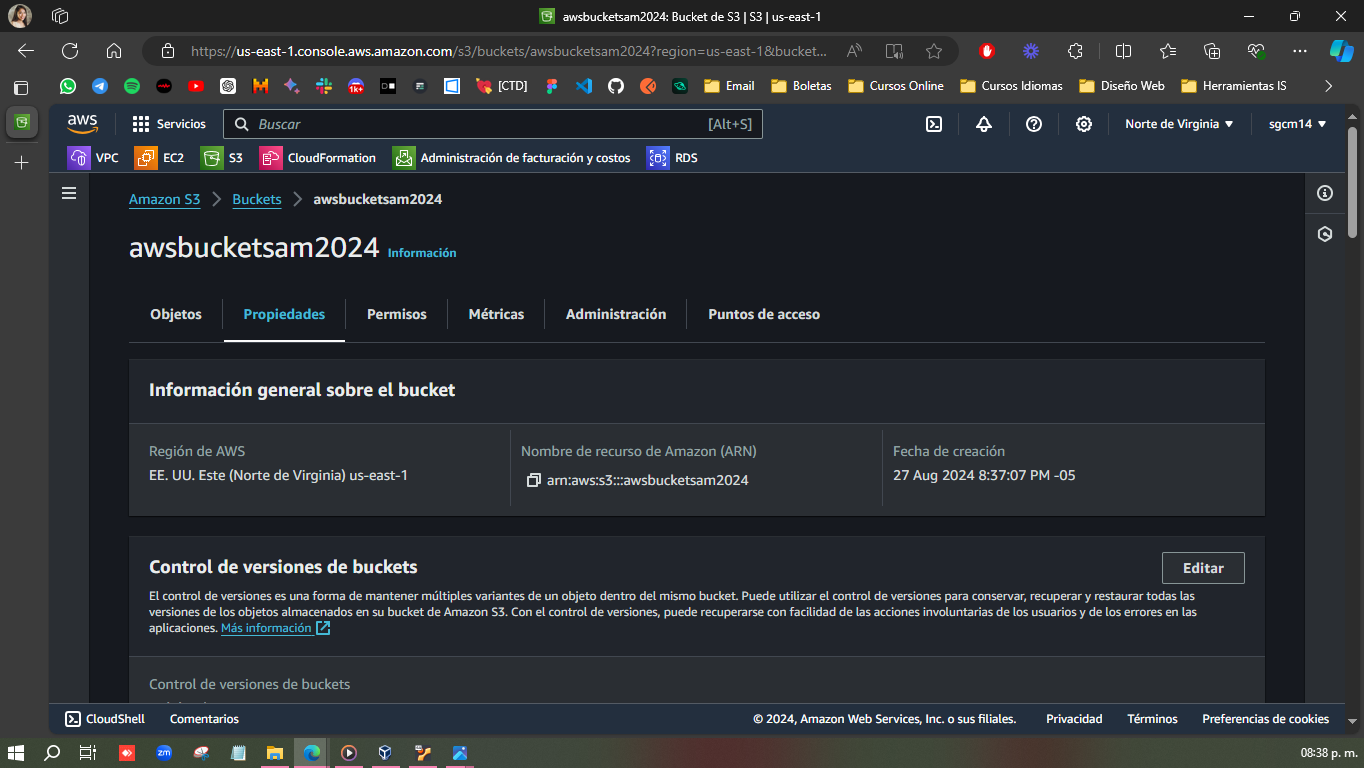 awsbucketsam2024: Bucket de S3 | S3 | us-east-1
https://us-east-1.console.aws.amazon.com/s3/buckets/awsbucketsam2024?region=us-east-1&bucket...
1k+
[CTD]
Email
Boletas
Cursos Online
Cursos Idiomas
Diseño Web
Herramientas IS
aws
Servicios
Buscar
[Alt+S]
Norte de Virginia
sgcm14
VPC
EC2
S3
CloudFormation
Administración de facturación y costos
RDS
Amazon S3
Buckets
awsbucketsam2024
awsbucketsam2024 Información
Objetos
Propiedades
Permisos
Métricas
Administración
Puntos de acceso
Información general sobre el bucket
Región de AWS
EE. UU. Este (Norte de Virginia) us-east-1
Nombre de recurso de Amazon (ARN)
arn:aws:s3:::awsbucketsam2024
Fecha de creación
27 Aug 2024 8:37:07 PM -05
Control de versiones de buckets
Editar
El control de versiones es una forma de mantener múltiples variantes de un objeto dentro del mismo bucket. Puede utilizar el control de versiones para conservar, recuperar y restaurar todas las
versiones de los objetos almacenados en su bucket de Amazon S3. Con el control de versiones, puede recuperarse con facilidad de las acciones involuntarias de los usuarios y de los errores en las
aplicaciones. Más información
Control de versiones de buckets
CloudShell
Comentarios
© 2024, Amazon Web Services, Inc. o sus filiales.
Privacidad
Términos
Preferencias de cookies
zm
08:38 p. m.